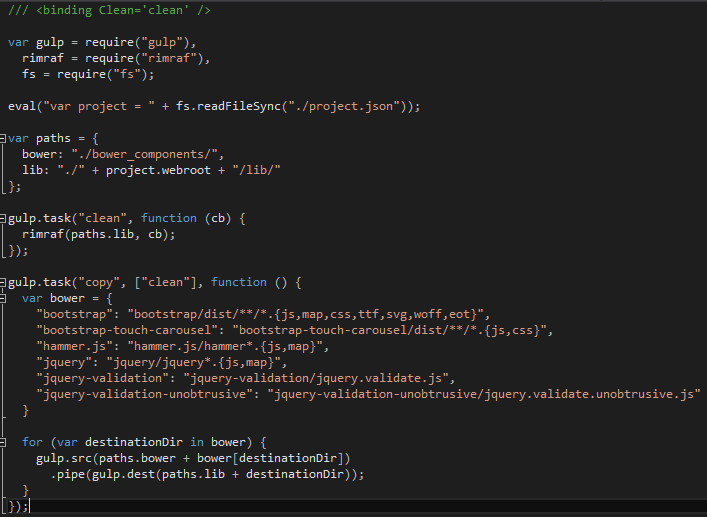 /// <binding Clean='clean' />
var gulp = require("gulp"),
rimraf = require("rimraf"),
fs = require("fs");
eval("var project = " + fs.readFileSync("./project.json"));
var paths = {
bower: "./bower_components/",
lib: "./" + project.webroot + "/lib/"
};
gulp.task("clean", function (cb) {
rimraf(paths.lib, cb);
});
gulp.task("copy", ["clean"], function () {
var bower = {
"bootstrap": "bootstrap/dist/**/*.{js,map,css,ttf,svg,woff,eot}",
"bootstrap-touch-carousel": "bootstrap-touch-carousel/dist/**/*.{js,css}",
"hammer.js": "hammer.js/hammer*.{js,map}",
"jquery": "jquery/jquery*.{js,map}",
"jquery-validation": "jquery-validation/jquery.validate.js",
"jquery-validation-unobtrusive": "jquery-validation-unobtrusive/jquery.validate.unobtrusive.js"
}
for (var destinationDir in bower) {
gulp.src(paths.bower + bower[destinationDir])
.pipe(gulp.dest(paths.lib + destinationDir));
}
});